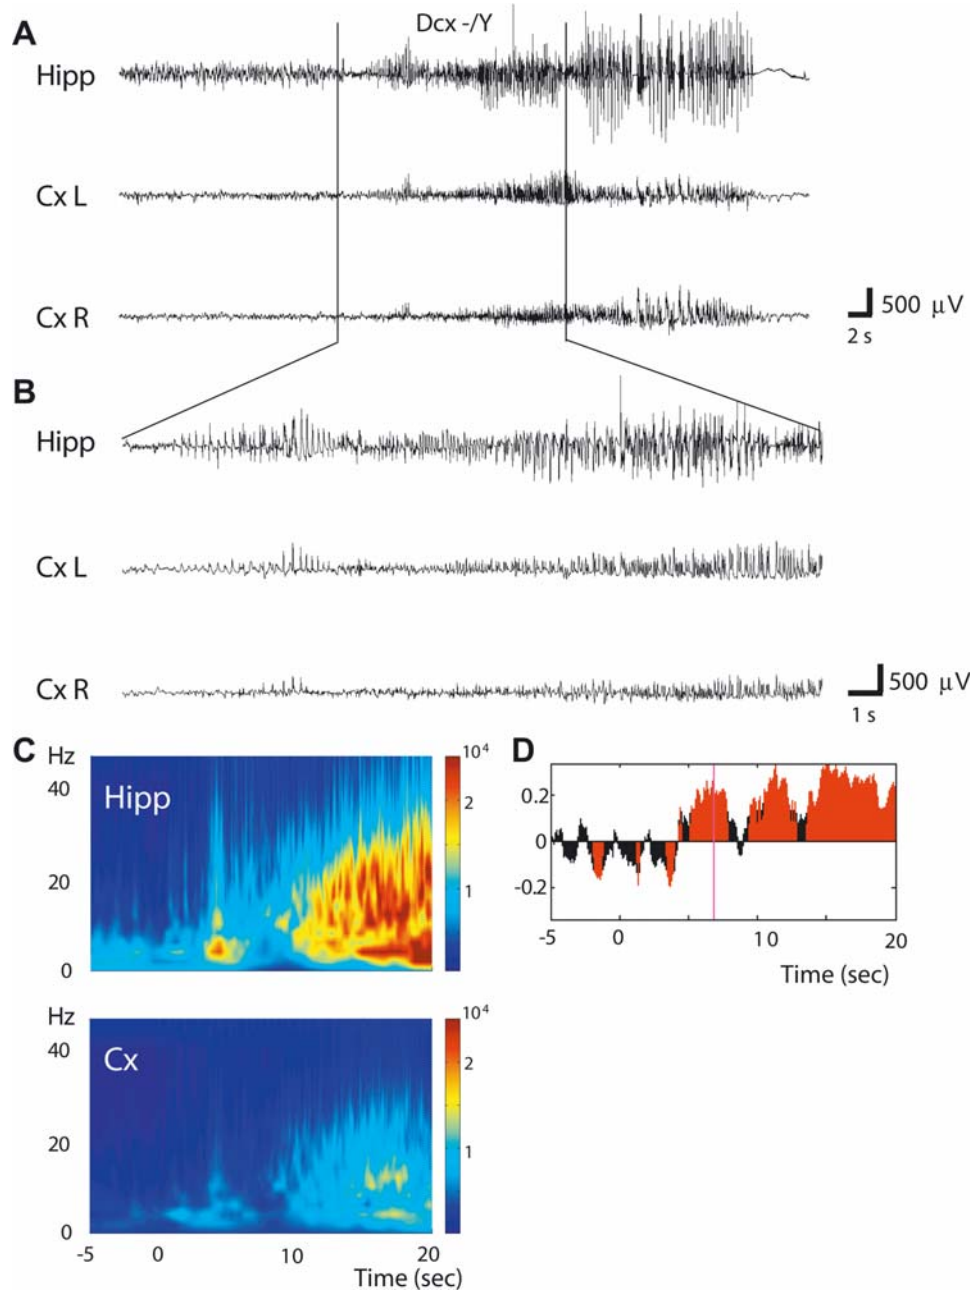 A
Dcx -/Y
Hipp
Cx L
Cx R
500 μV
2 s
B
Hipp
Cx L
Cx R
500 μV
1 s
C
Hz
40
20
0
Hipp
10⁴
2
1
Hz
40
20
0
Cx
10⁴
2
1
-5 0 10 20
Time (sec)
D
0.2
0
-0.2
-5 0 10 20
Time (sec)